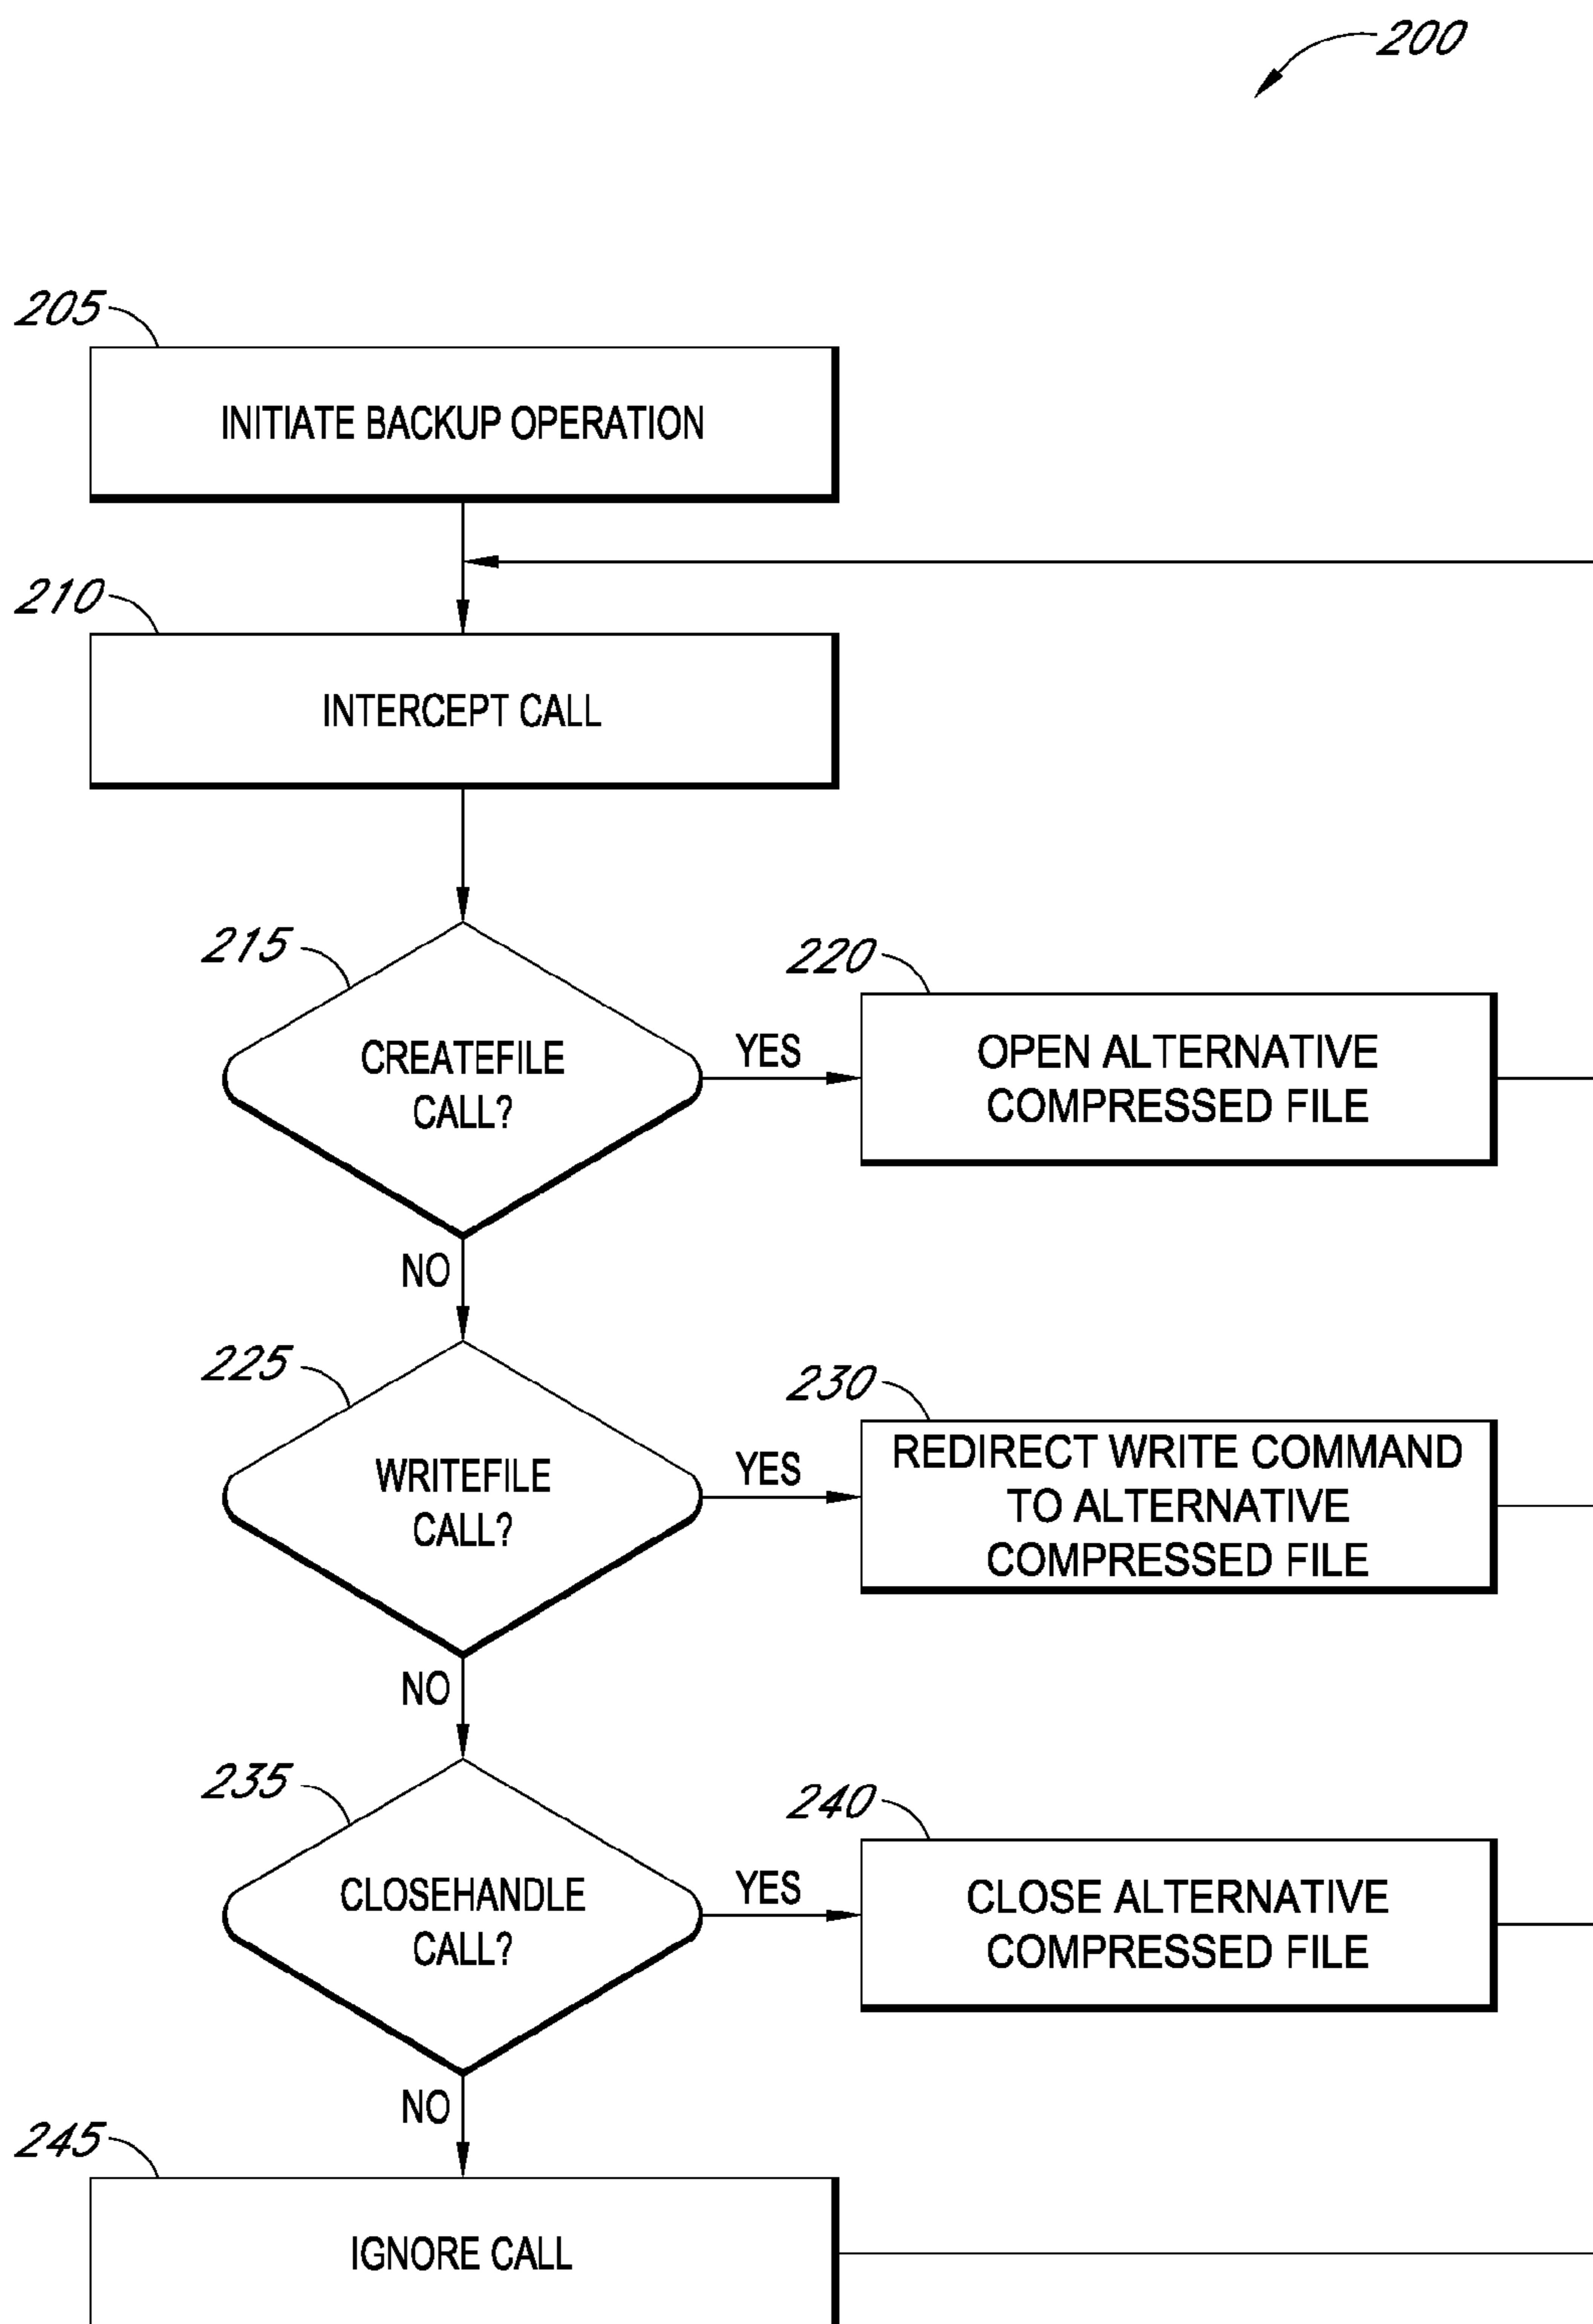 200
205
INITIATE BACKUP OPERATION
210
INTERCEPT CALL
215
CREATEFILE
CALL?
YES
220
OPEN ALTERNATIVE
COMPRESSED FILE
NO
225
WRITEFILE
CALL?
YES
230
REDIRECT WRITE COMMAND
TO ALTERNATIVE
COMPRESSED FILE
NO
235
CLOSEHANDLE
CALL?
YES
240
CLOSE ALTERNATIVE
COMPRESSED FILE
NO
245
IGNORE CALL